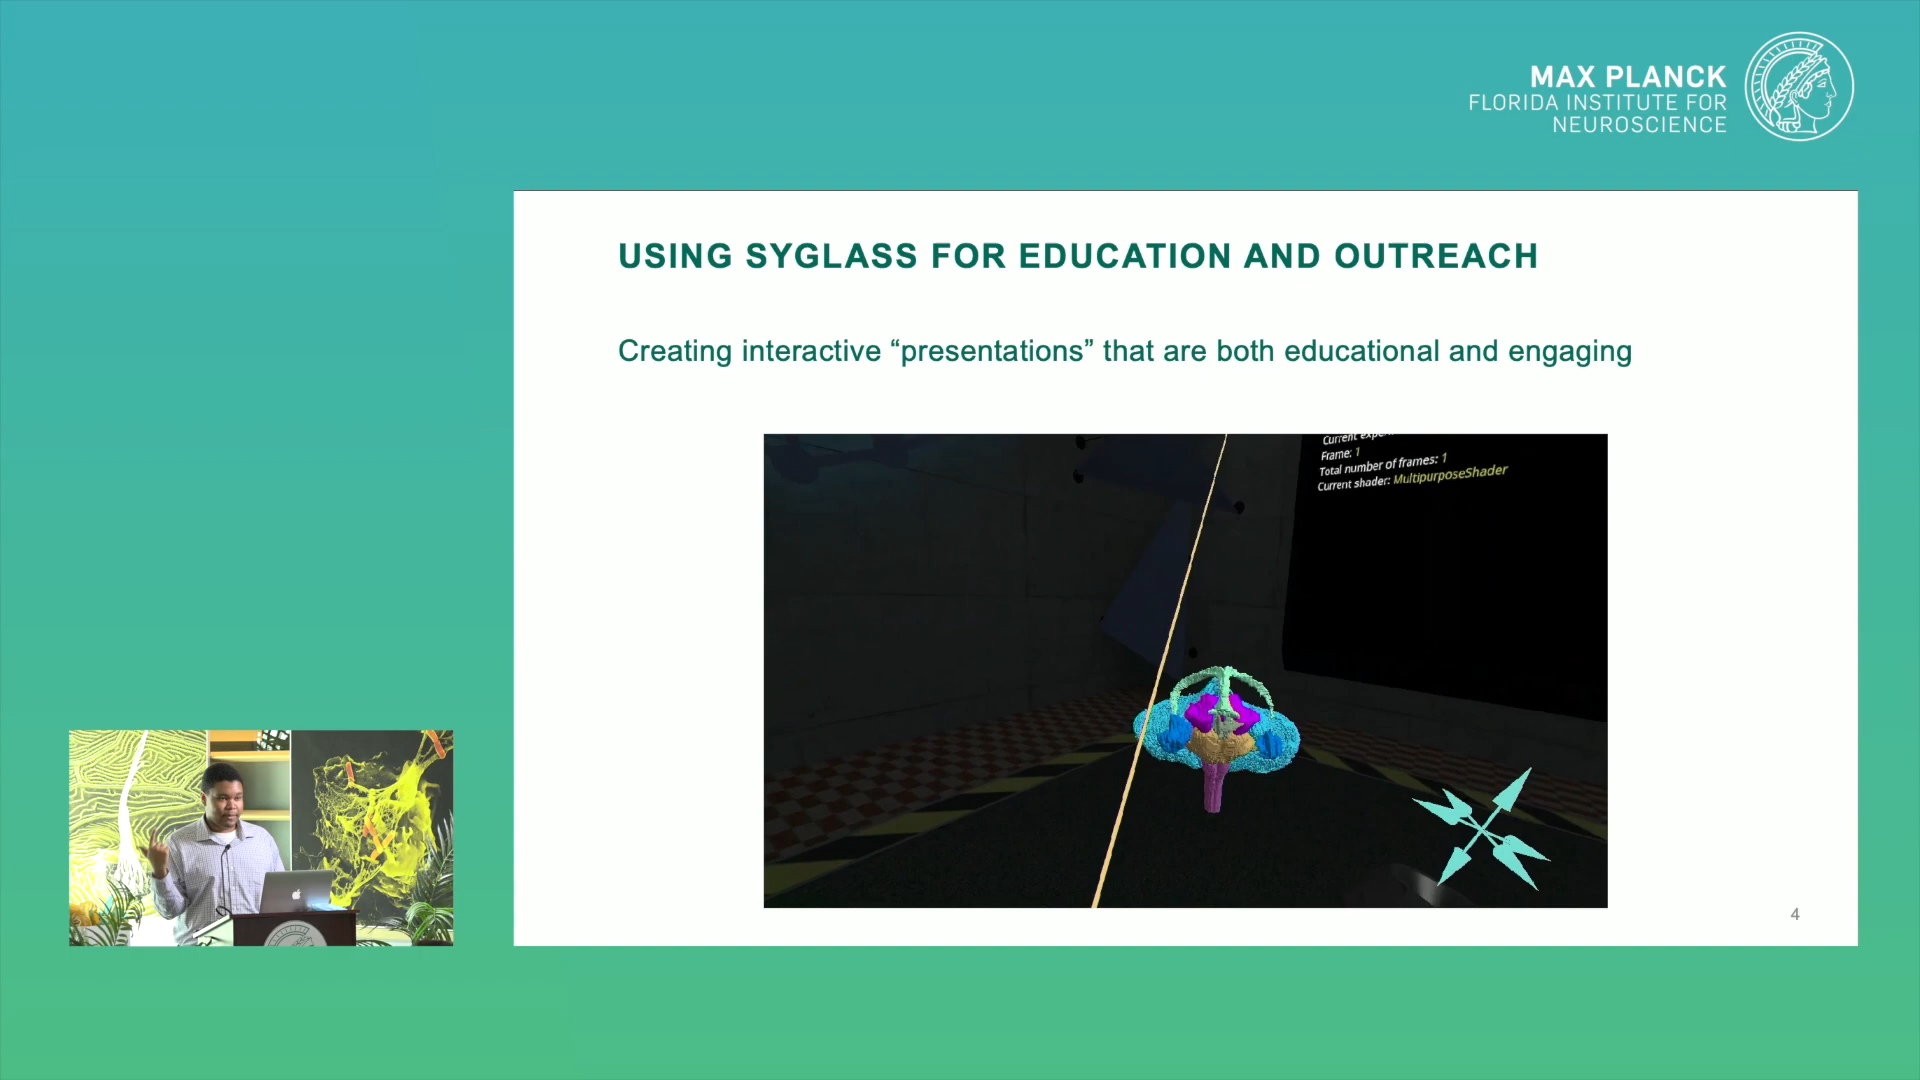 MAX PLANCK
FLORIDA INSTITUTE FOR
NEUROSCIENCE
USING SYGLASS FOR EDUCATION AND OUTREACH
Creating interactive “presentations” that are both educational and engaging
Current
Frame: 1
Total number of frames: 1
Current shader: MultipurposeShader
4